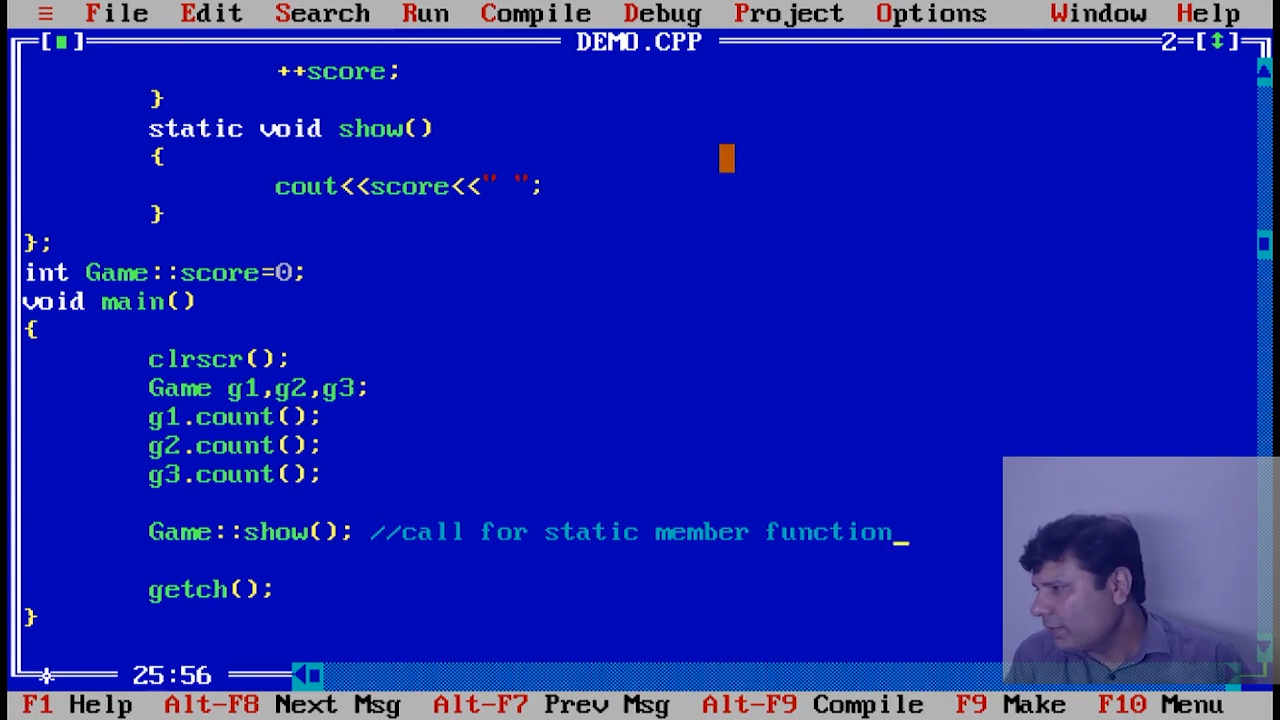 ≡ File Edit Search Run Compile Debug Project Options Window Help
[■] DEMO.CPP 2=[↕]
++score;
}
static void show()
{
cout<<score<<" ";
}
};
int Game::score=0;
void main()
{
clrscr();
Game g1,g2,g3;
g1.count();
g2.count();
g3.count();
Game::show(); //call for static member function_
getch();
}
25:56
F1 Help Alt-F8 Next Msg Alt-F7 Prev Msg Alt-F9 Compile F9 Make F10 Menu